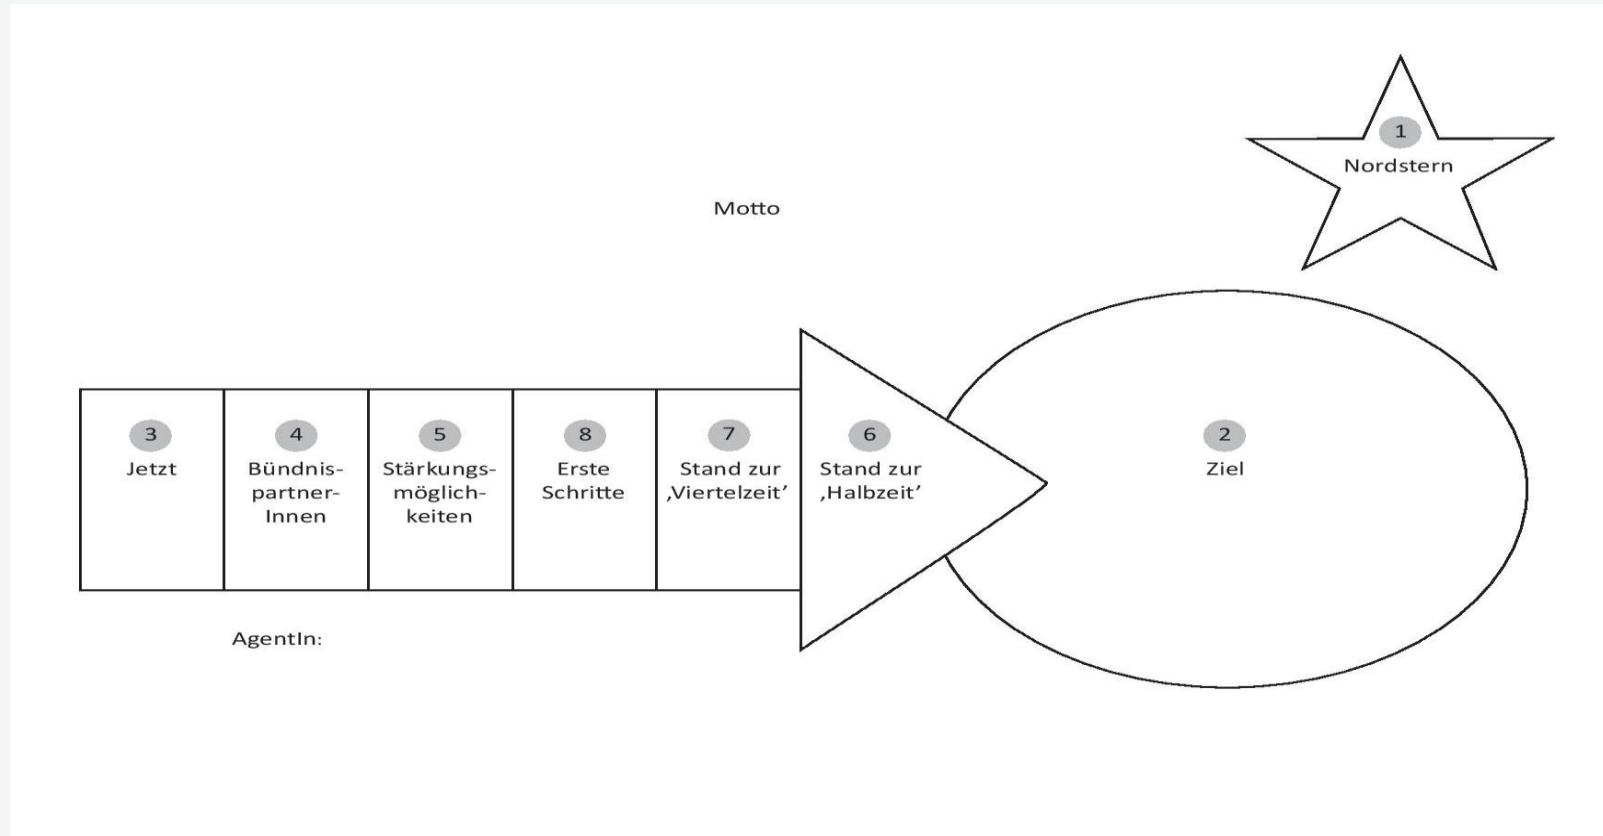 1
Nordstern
Motto
3
Jetzt
4
Bündnis-
partner-
Innen
5
Stärkungs-
möglich-
keiten
8
Erste
Schritte
7
Stand zur
‚Viertelzeit’
6
Stand zur
‚Halbzeit’
2
Ziel
AgentIn: